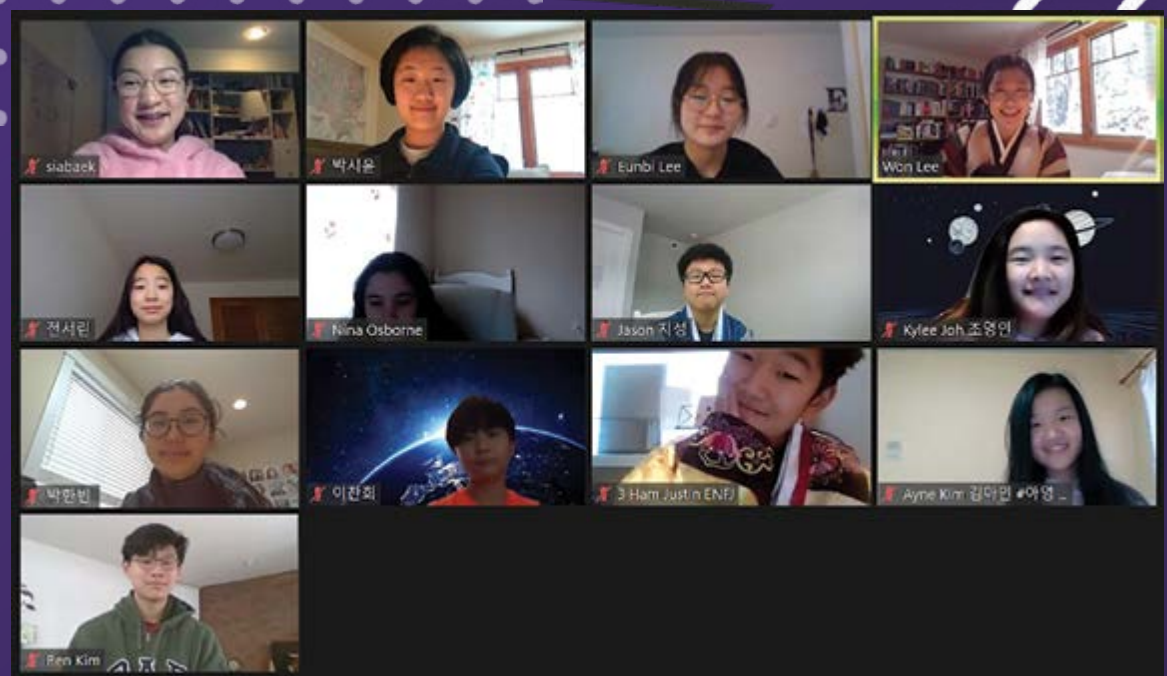 siabaek
박시윤
Eunbi Lee
Won Lee
전서린
Nina Osborne
Jason 지성
Kylee Joh 조영인
박한빈
이찬희
3 Ham Justin ENFJ
Ayne Kim 김아인 #아영 ...
Ren Kim
E